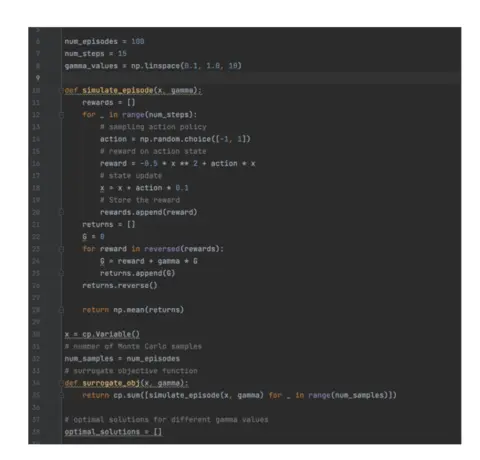 6 num_episodes = 100
7 num_steps = 15
8 gamma_values = np.linspace(0.1, 1.0, 10)
9
10 def simulate_episode(x, gamma):
11 rewards = []
12 for _ in range(num_steps):
13 # sampling action policy
14 action = np.random.choice([-1, 1])
15 # reward on action state
16 reward = -0.5 * x ** 2 + action * x
17 # state update
18 x = x + action * 0.1
19 # Store the reward
20 rewards.append(reward)
21 returns = []
22 G = 0
23 for reward in reversed(rewards):
24 G = reward + gamma * G
25 returns.append(G)
26 returns.reverse()
27
28 return np.mean(returns)
29
30 x = cp.Variable()
31 # number of Monte Carlo samples
32 num_samples = num_episodes
33 # surrogate objective function
34 def surrogate_obj(x, gamma):
35 return cp.sum([simulate_episode(x, gamma) for _ in range(num_samples)])
36
37 # optimal solutions for different gamma values
38 optimal_solutions = []